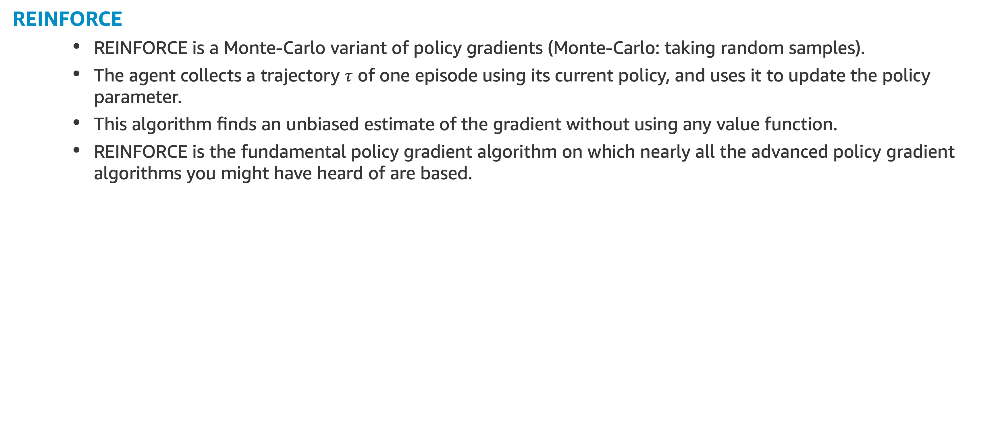 REINFORCE
• REINFORCE is a Monte-Carlo variant of policy gradients (Monte-Carlo: taking random samples).
• The agent collects a trajectory τ of one episode using its current policy, and uses it to update the policy
parameter.
• This algorithm finds an unbiased estimate of the gradient without using any value function.
• REINFORCE is the fundamental policy gradient algorithm on which nearly all the advanced policy gradient
algorithms you might have heard of are based.